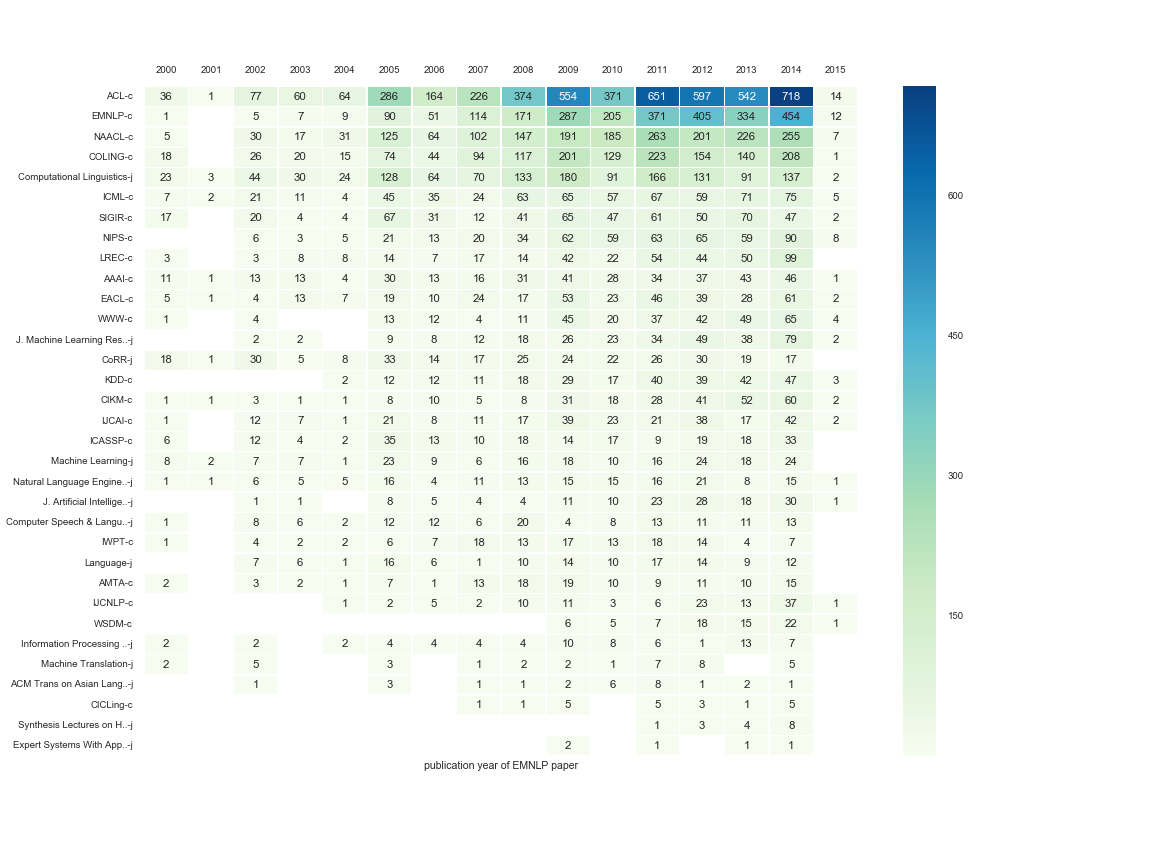 2000 2001 2002 2003 2004 2005 2006 2007 2008 2009 2010 2011 2012 2013 2014 2015
ACL-c 36 1 77 60 64 286 164 226 374 554 371 651 597 542 718 14
EMNLP-c 1 5 7 9 90 51 114 171 287 205 371 405 334 454 12
NAACL-c 5 30 17 31 125 64 102 147 191 185 263 201 226 255 7
COLING-c 18 26 20 15 74 44 94 117 201 129 223 154 140 208 1
Computational Linguistics-j 23 3 44 30 24 128 64 70 133 180 91 166 131 91 137 2
ICML-c 7 2 21 11 4 45 35 24 63 65 57 67 59 71 75 5
SIGIR-c 17 20 4 4 67 31 12 41 65 47 61 50 70 47 2
NIPS-c 6 3 5 21 13 20 34 62 59 63 65 59 90 8
LREC-c 3 3 8 8 14 7 17 14 42 22 54 44 50 99
AAAI-c 11 1 13 13 4 30 13 16 31 41 28 34 37 43 46 1
EACL-c 5 1 4 13 7 19 10 24 17 53 23 46 39 28 61 2
WWW-c 1 4 13 12 4 11 45 20 37 42 49 65 4
J. Machine Learning Res..-j 2 2 9 8 12 18 26 23 34 49 38 79 2
CoRR-j 18 1 30 5 8 33 14 17 25 24 22 26 30 19 17
KDD-c 2 12 12 11 18 29 17 40 39 42 47 3
CIKM-c 1 1 3 1 1 8 10 5 8 31 18 28 41 52 60 2
IJCAI-c 1 12 7 1 21 8 11 17 39 23 21 38 17 42 2
ICASSP-c 6 12 4 2 35 13 10 18 14 17 9 19 18 33
Machine Learning-j 8 2 7 7 1 23 9 6 16 18 10 16 24 18 24
Natural Language Engine..-j 1 1 6 5 5 16 4 11 13 15 15 16 21 8 15 1
J. Artificial Intellige..-j 1 1 8 5 4 4 11 10 23 28 18 30 1
Computer Speech & Langu..-j 1 8 6 2 12 12 6 20 4 8 13 11 11 13
IWPT-c 1 4 2 2 6 7 18 13 17 13 18 14 4 7
Language-j 7 6 1 16 6 1 10 14 10 17 14 9 12
AMTA-c 2 3 2 1 7 1 13 18 19 10 9 11 10 15
IJCNLP-c 1 2 5 2 10 11 3 6 23 13 37 1
WSDM-c 6 5 7 18 15 22 1
Information Processing ..-j 2 2 2 4 4 4 4 10 8 6 1 13 7
Machine Translation-j 2 5 3 1 2 2 1 7 8 5
ACM Trans on Asian Lang..-j 1 3 1 1 2 6 8 1 2 1
CICLing-c 1 1 5 5 3 1 5
Synthesis Lectures on H..-j 1 3 4 8
Expert Systems With App..-j 2 1 1 1
publication year of EMNLP paper
600
450
300
150